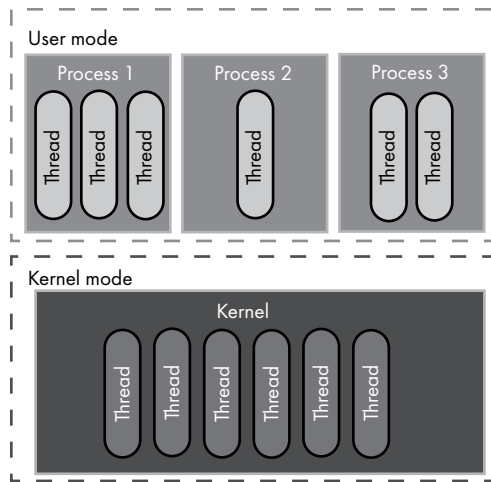 User mode
Process 1
Thread
Thread
Thread
Process 2
Thread
Process 3
Thread
Thread
Kernel mode
Kernel
Thread
Thread
Thread
Thread
Thread
Thread